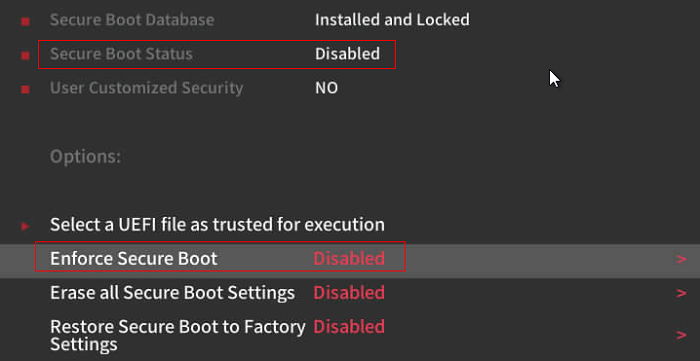 Secure Boot Database Installed and Locked
Secure Boot Status Disabled
User Customized Security NO
Options:
Select a UEFI file as trusted for execution
Enforce Secure Boot Disabled >
Erase all Secure Boot Settings Disabled >
Restore Secure Boot to Factory Disabled >
Settings